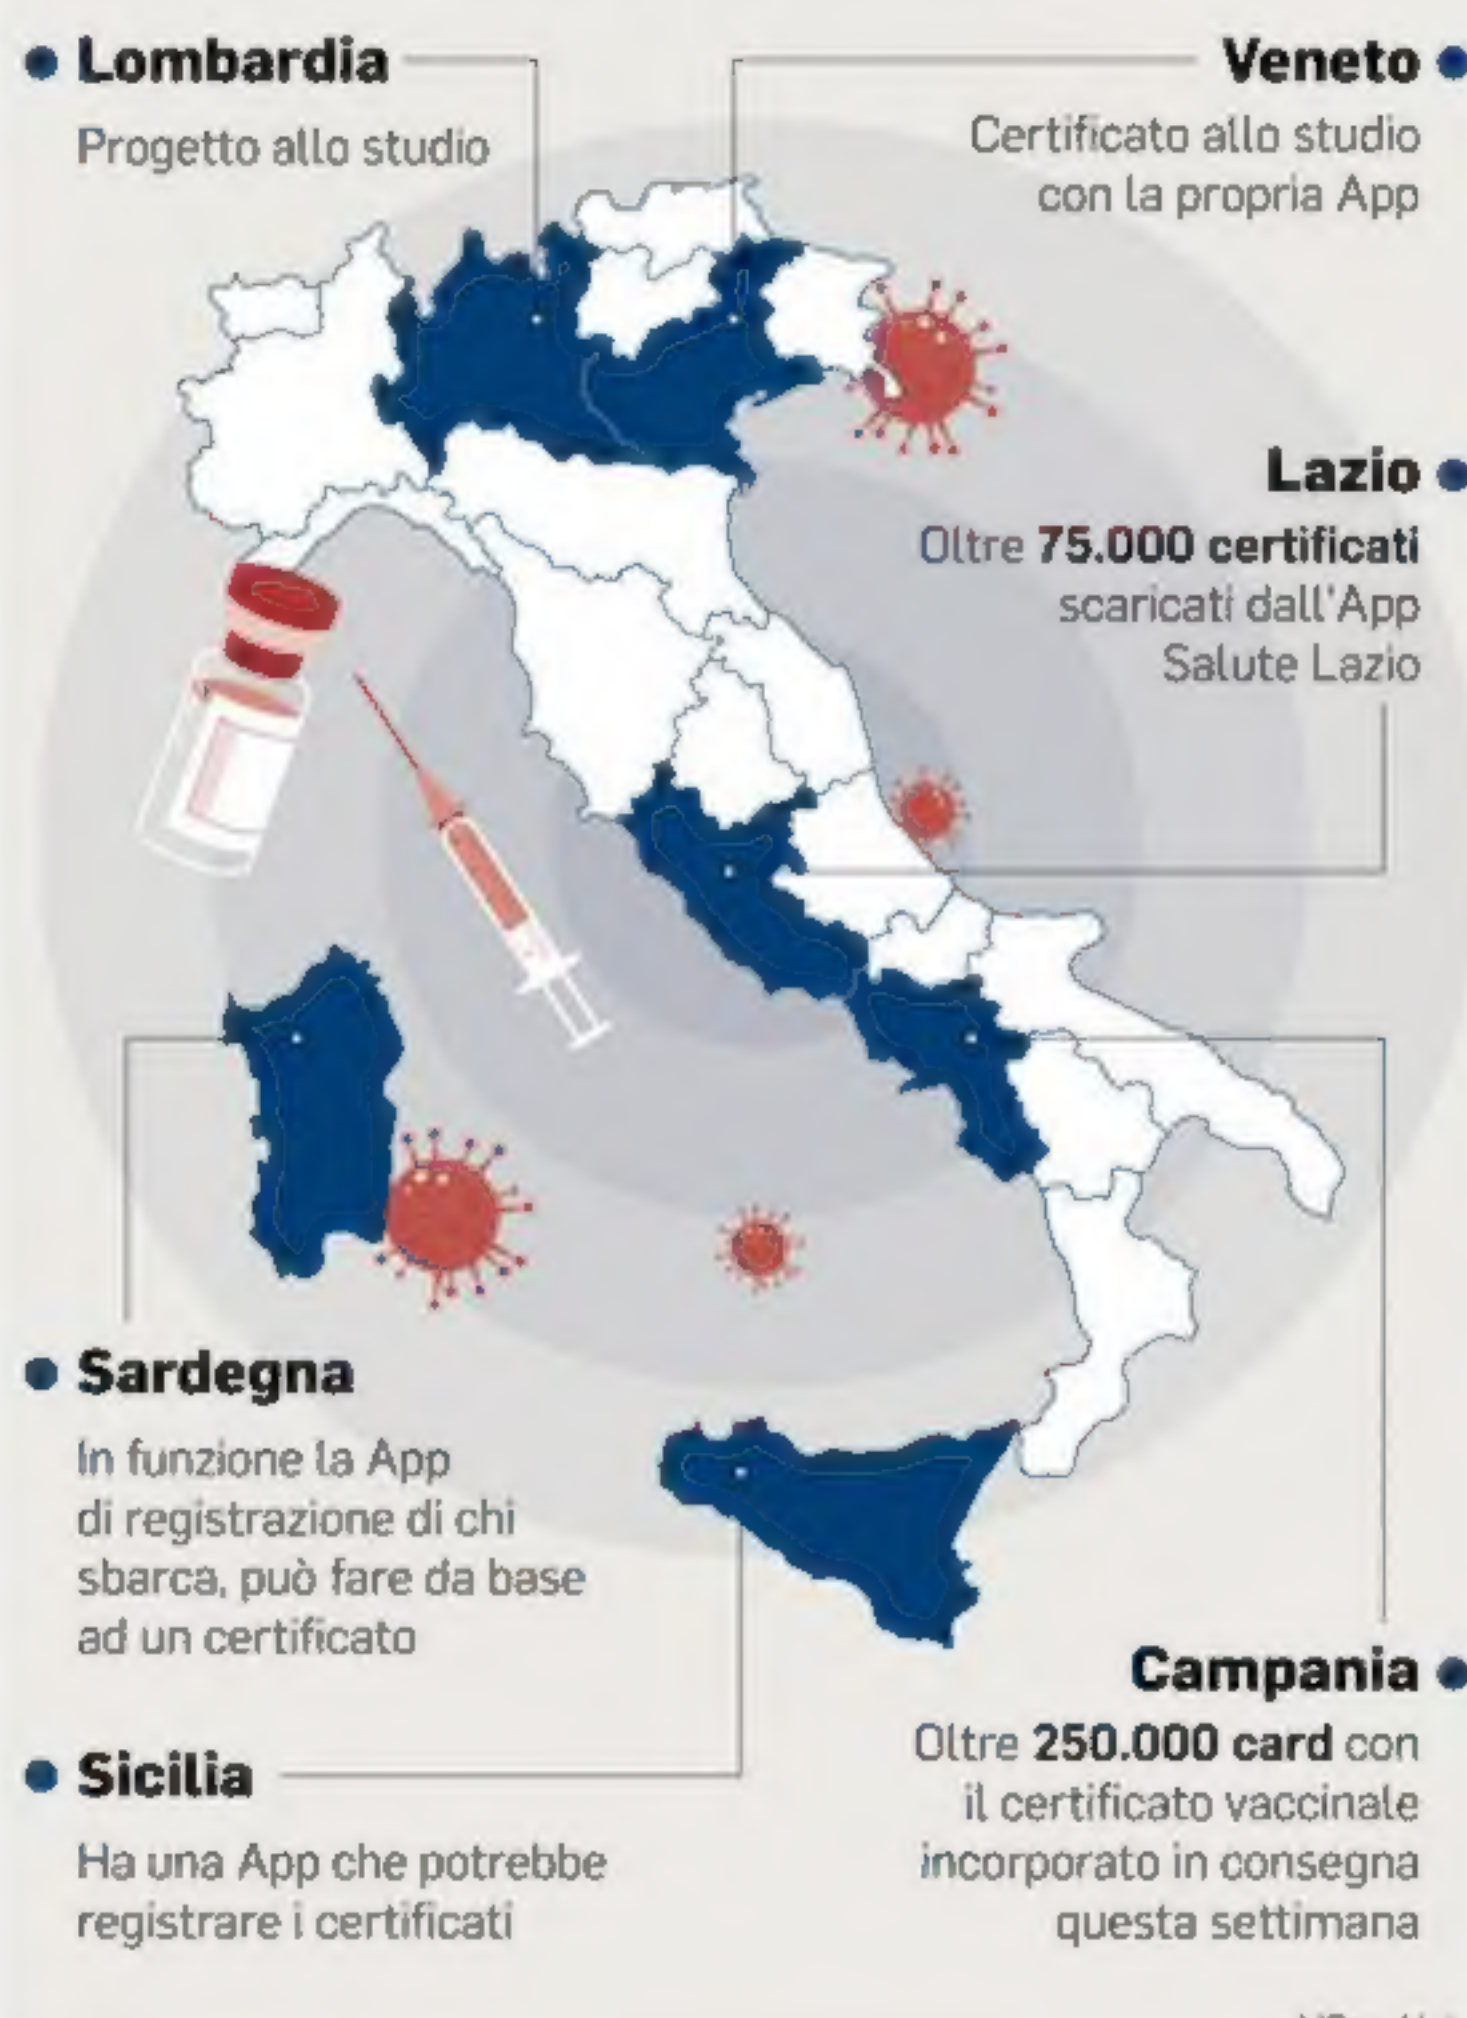 Lombardia
Progetto allo studio
Veneto
Certificato allo studio
con la propria App
Lazio
Oltre 75.000 certificati
scaricati dall'App
Salute Lazio
Sardegna
In funzione la App
di registrazione di chi
sbarca, può fare da base
ad un certificato
Sicilia
Ha una App che potrebbe
registrare i certificati
Campania
Oltre 250.000 card con
il certificato vaccinale
incorporato in consegna
questa settimana